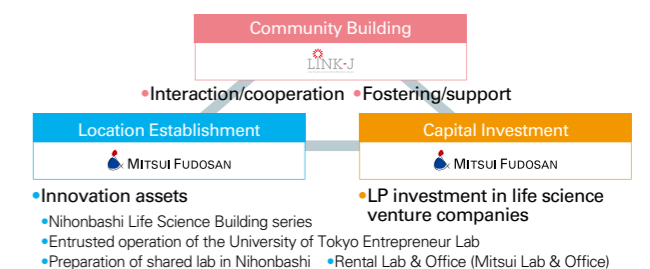 Community Building
LINK-J
•Interaction/cooperation •Fostering/support
Location Establishment
MITSUI FUDOSAN
•Innovation assets
•Nihonbashi Life Science Building series
•Entrusted operation of the University of Tokyo Entrepreneur Lab
•Preparation of shared lab in Nihonbashi •Rental Lab & Office (Mitsui Lab & Office)
Capital Investment
MITSUI FUDOSAN
•LP investment in life science
venture companies